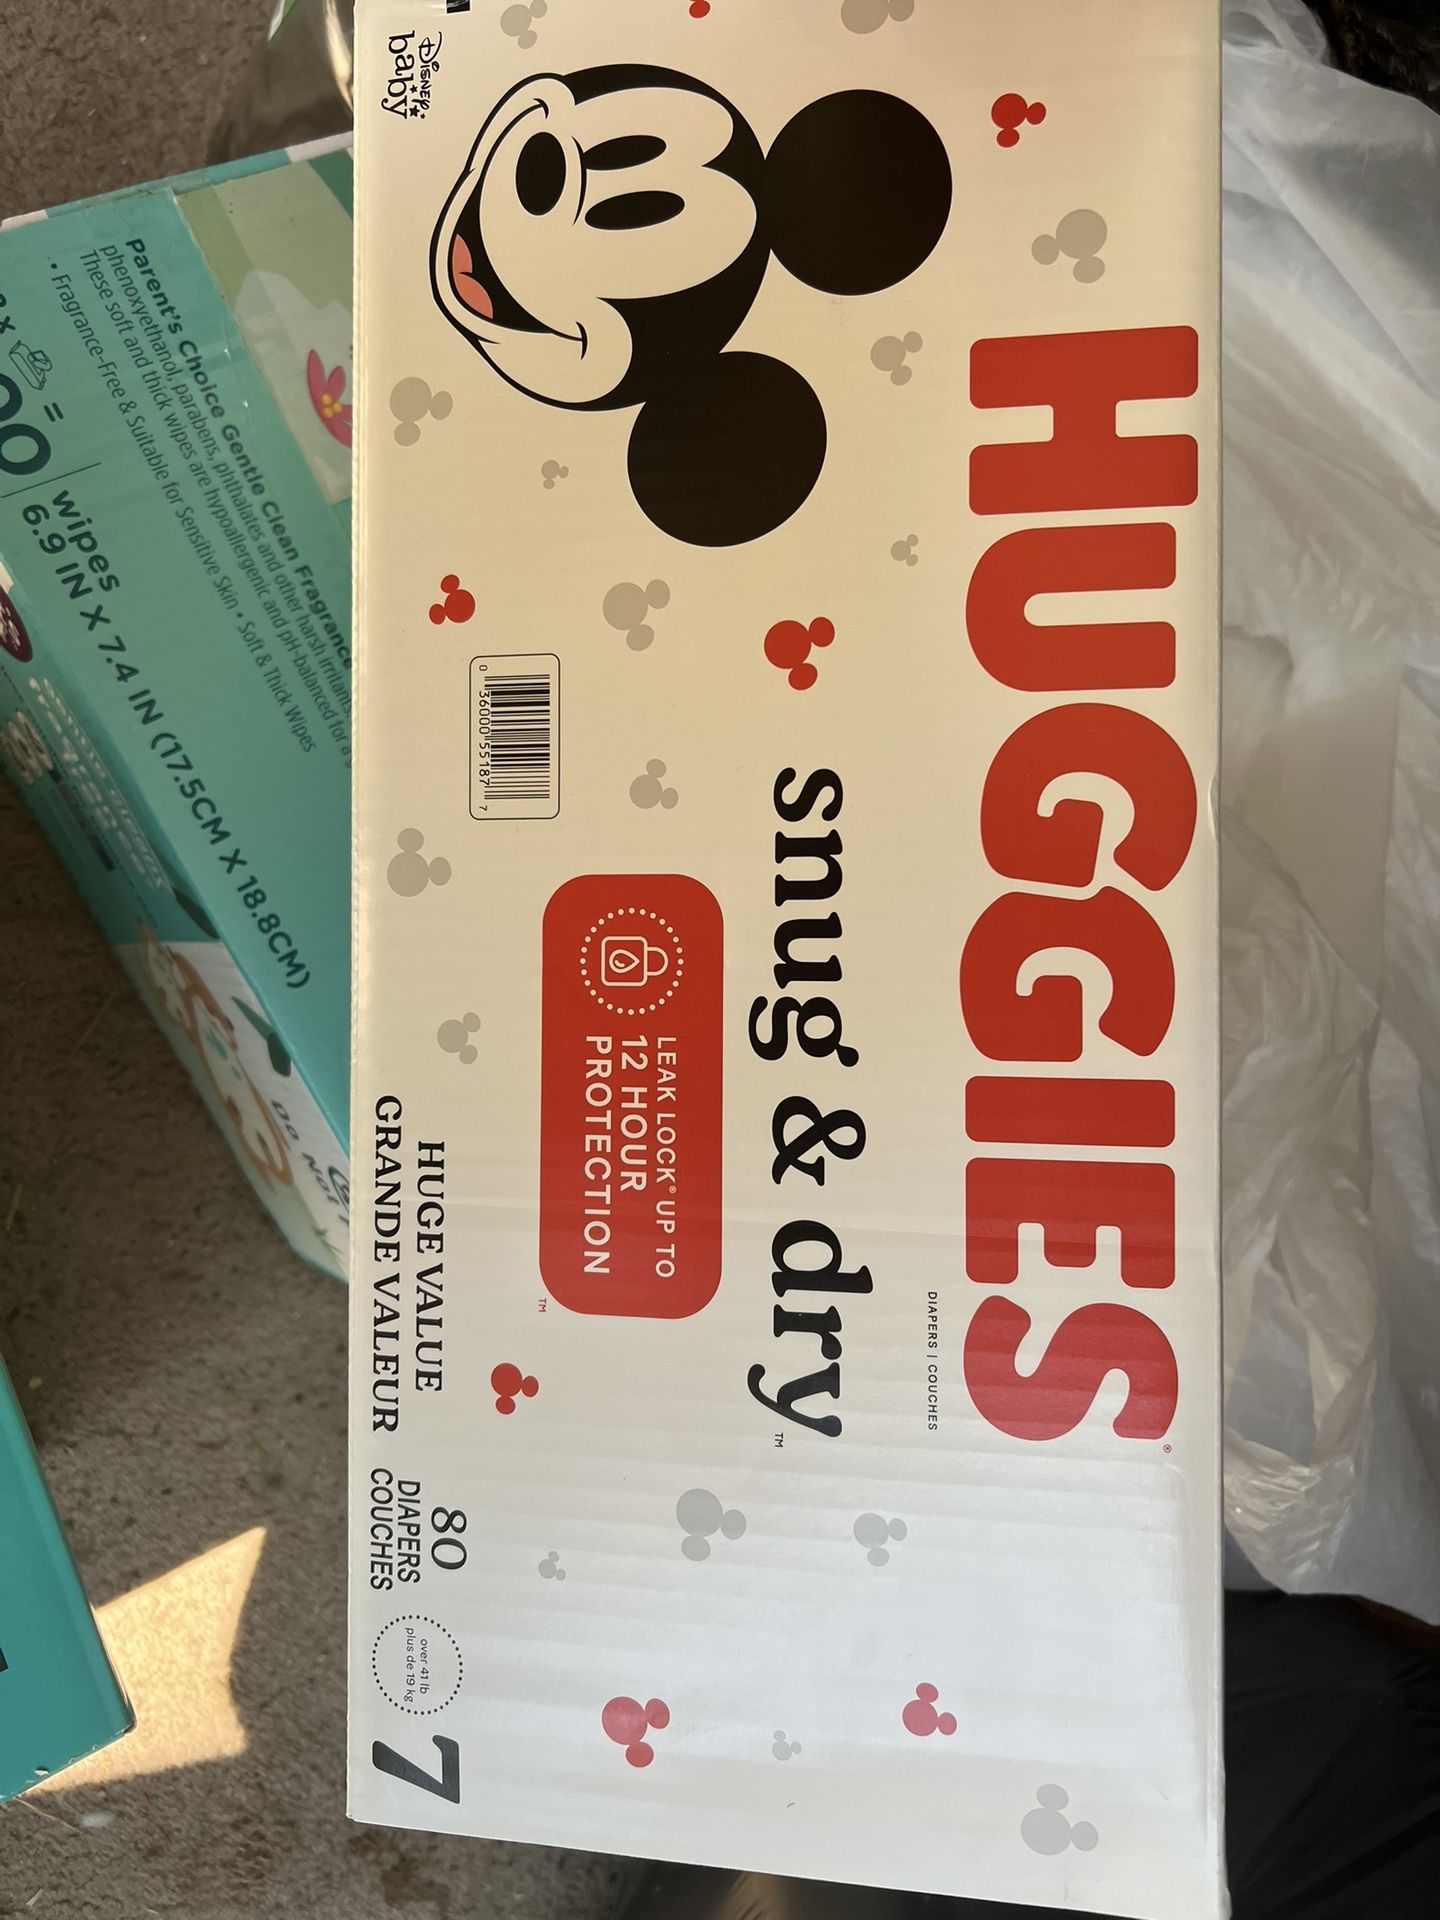 Disney
baby
HUGGIES®
DIAPERS | COUCHES
snug & dry™
LEAK LOCK® UP TO
12 HOUR
PROTECTION
™
0 36000 55187 7
HUGE VALUE
GRANDE VALEUR
80
DIAPERS
COUCHES
over 41 lb
plus de 19 kg
7
Parent's Choice Gentle Clean Fragrance
phenoxyethanol, parabens, phthalates and other harsh irritants.
These soft and thick wipes are hypoallergenic and pH-balanced for a
• Fragrance-Free & Suitable for Sensitive Skin • Soft & Thick Wipes
x
=
00
wipes
6.9 IN X 7.4 IN (17.5CM X 18.8CM)
DO NOT